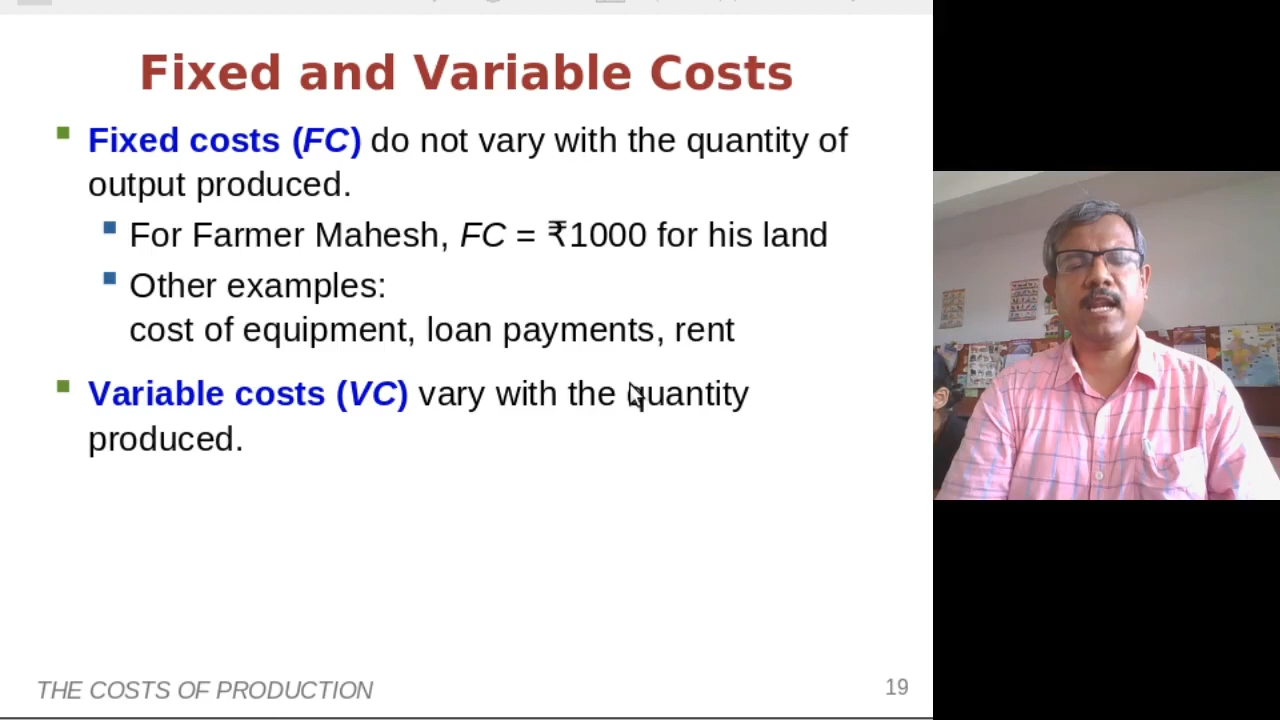 Fixed and Variable Costs
Fixed costs (FC) do not vary with the quantity of
output produced.
For Farmer Mahesh, FC = ₹1000 for his land
Other examples:
cost of equipment, loan payments, rent
Variable costs (VC) vary with the quantity
produced.
THE COSTS OF PRODUCTION
19